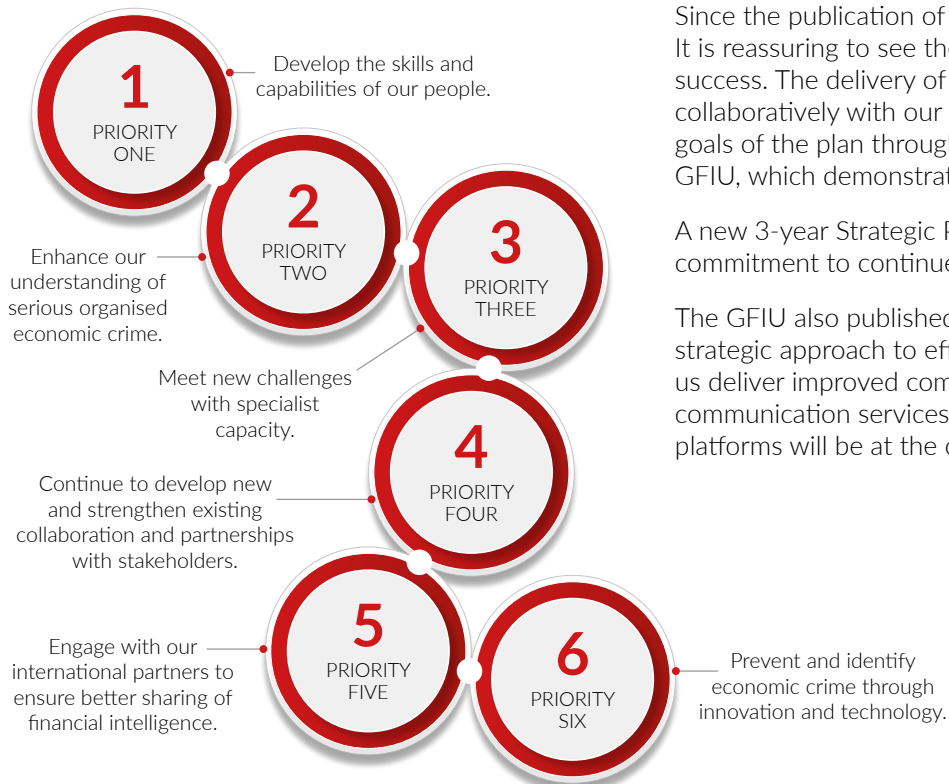 1
PRIORITY
ONE
Develop the skills and
capabilities of our people.
2
PRIORITY
TWO
Enhance our
understanding of
serious organised
economic crime.
3
PRIORITY
THREE
Meet new challenges
with specialist
capacity.
4
PRIORITY
FOUR
Continue to develop new
and strengthen existing
collaboration and partnerships
with stakeholders.
5
PRIORITY
FIVE
Engage with our
international partners to
ensure better sharing of
financial intelligence.
6
PRIORITY
SIX
Prevent and identify
economic crime through
innovation and technology.
Since the publication of
It is reassuring to see the
success. The delivery of
collaboratively with our
goals of the plan through
GFIU, which demonstrat
A new 3-year Strategic P
commitment to continue
The GFIU also published
strategic approach to eff
us deliver improved com
communication services
platforms will be at the c